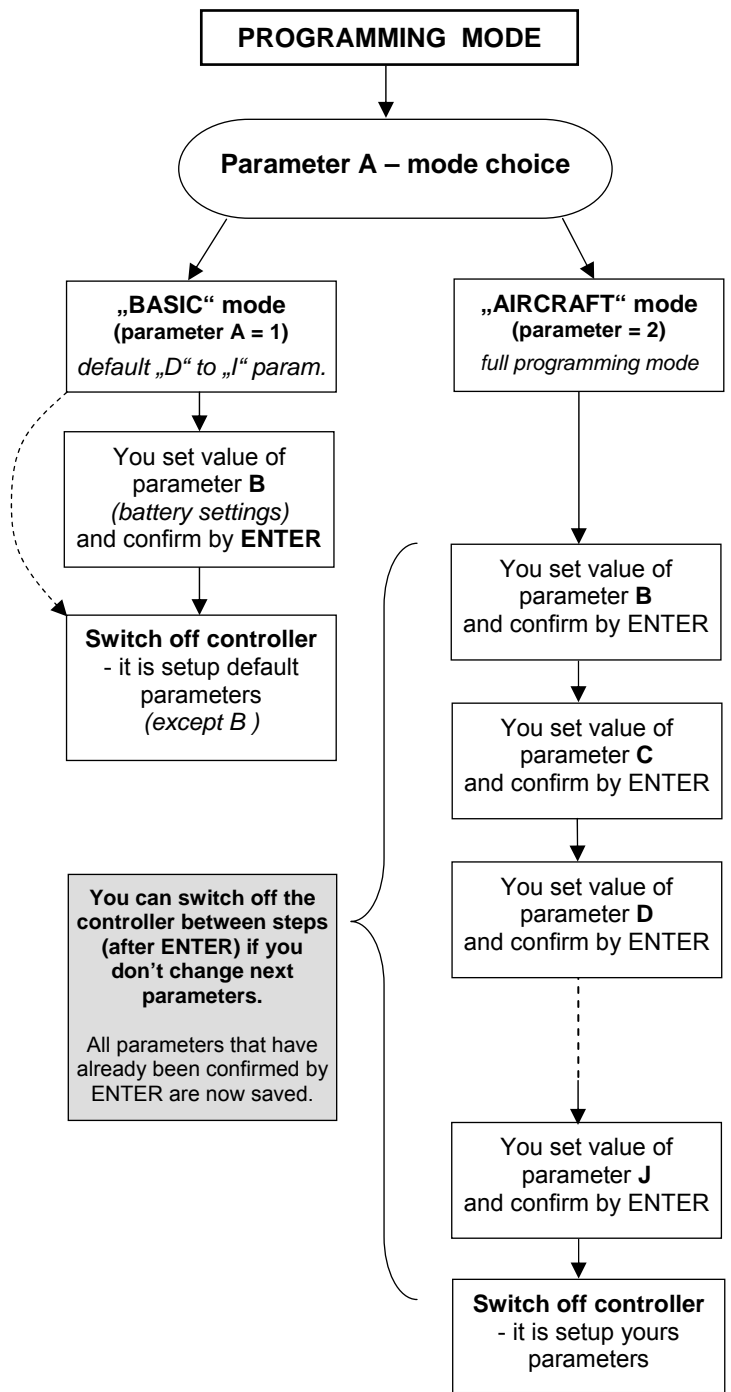 PROGRAMMING MODE
Parameter A – mode choice
„BASIC“ mode
(parameter A = 1)
default „D“ to „I“ param.
You set value of
parameter B
(battery settings)
and confirm by ENTER
Switch off controller
- it is setup default
parameters
(except B )
„AIRCRAFT“ mode
(parameter = 2)
full programming mode
You set value of
parameter B
and confirm by ENTER
You set value of
parameter C
and confirm by ENTER
You set value of
parameter D
and confirm by ENTER
You can switch off the
controller between steps
(after ENTER) if you
don’t change next
parameters.
All parameters that have
already been confirmed by
ENTER are now saved.
You set value of
parameter J
and confirm by ENTER
Switch off controller
- it is setup yours
parameters